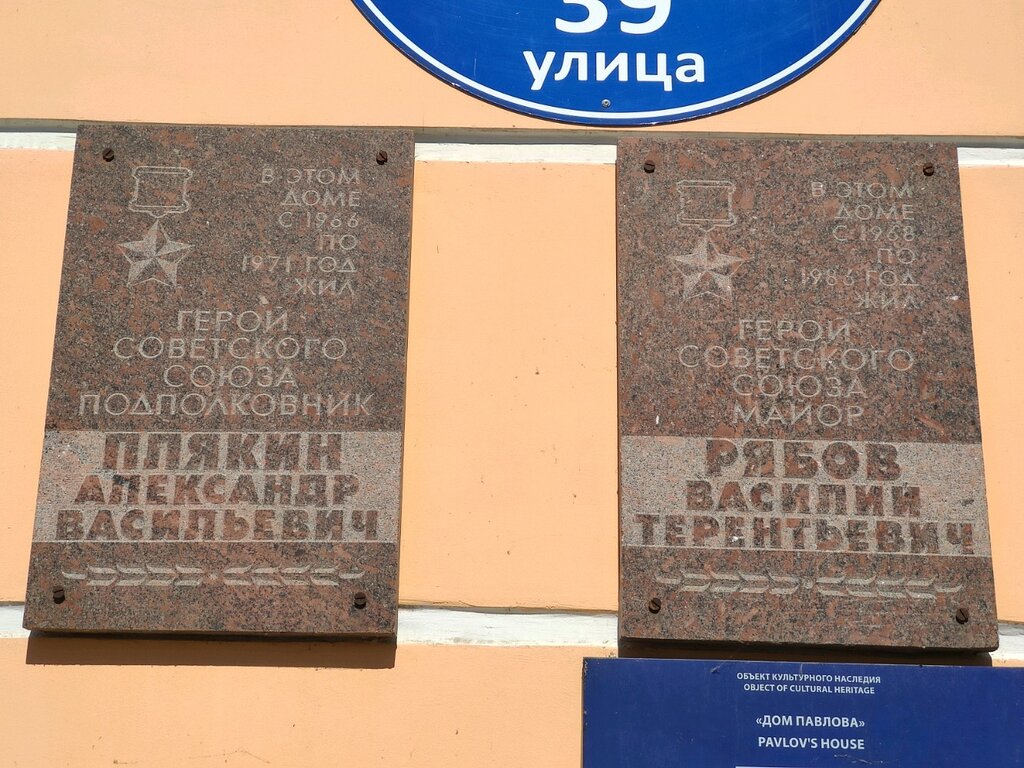 39
улица
В ЭТОМ
ДОМЕ
С 1966
ПО
1971 ГОД
ЖИЛ
ГЕРОЙ
СОВЕТСКОГО
СОЮЗА
ПОДПОЛКОВНИК
ПЛЯКИН
АЛЕКСАНДР
ВАСИЛЬЕВИЧ
В ЭТОМ
ДОМЕ
С 1968
ПО
1986 ГОД
ЖИЛ
ГЕРОЙ
СОВЕТСКОГО
СОЮЗА
МАЙОР
РЯБОВ
ВАСИЛИЙ
ТЕРЕНТЬЕВИЧ
ОБЪЕКТ КУЛЬТУРНОГО НАСЛЕДИЯ
OBJECT OF CULTURAL HERITAGE
«ДОМ ПАВЛОВА»
PAVLOV'S HOUSE